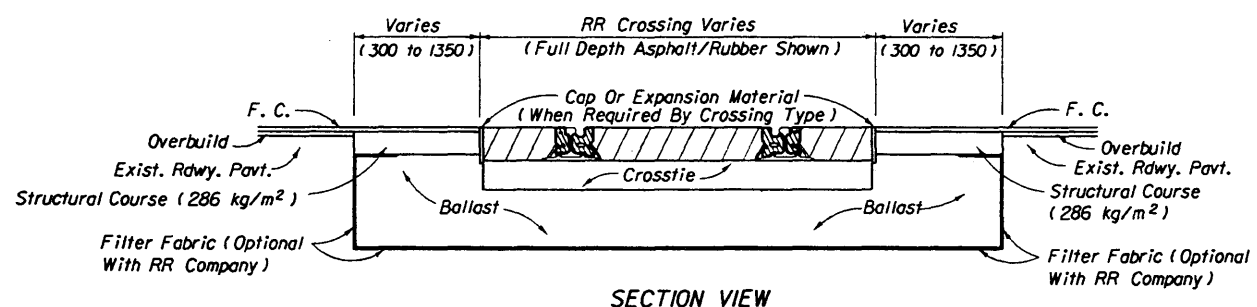 Varies
(300 to 1350)
RR Crossing Varies
(Full Depth Asphalt/Rubber Shown)
Varies
(300 to 1350)
F. C.
Cap Or Expansion Material
(When Required By Crossing Type)
F. C.
Overbuild
Overbuild
Exist. Rdwy. Pavt.
Crosstie
Exist. Rdwy. Pavt.
Structural Course (286 kg/m²)
Structural Course
(286 kg/m²)
Ballast
Ballast
Filter Fabric (Optional
With RR Company)
Filter Fabric (Optional
With RR Company)
SECTION VIEW